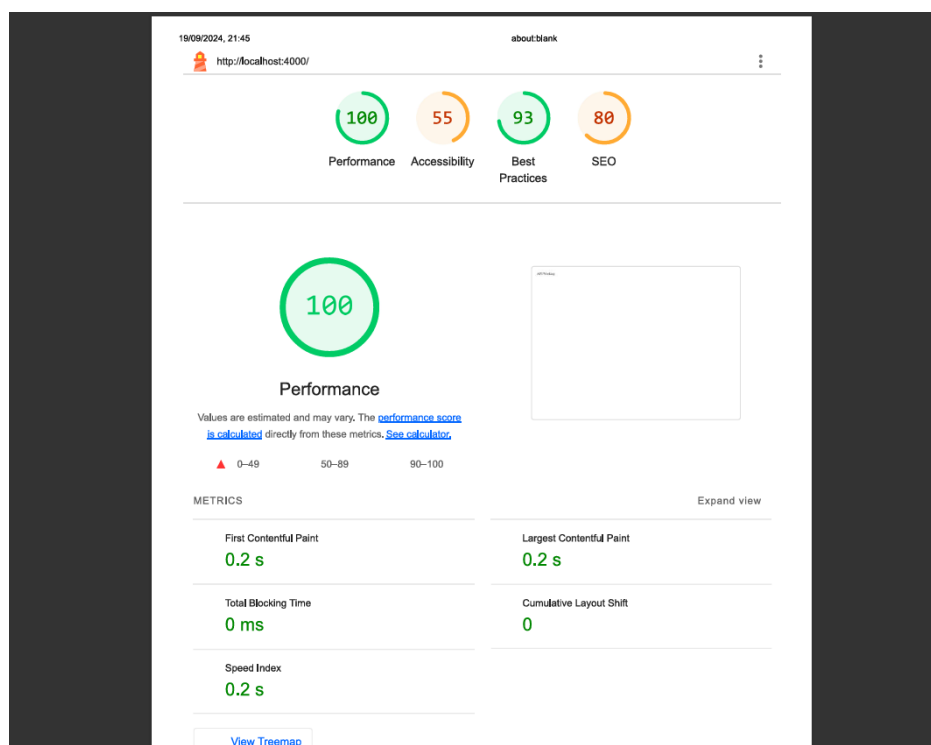 19/09/2024, 21:45
about:blank
http://localhost:4000/
100
55
93
80
Performance
Accessibility
Best
Practices
SEO
100
Performance
Values are estimated and may vary. The performance score
is calculated directly from these metrics. See calculator.
0–49
50–89
90–100
METRICS
Expand view
First Contentful Paint
0.2 s
Largest Contentful Paint
0.2 s
Total Blocking Time
0 ms
Cumulative Layout Shift
0
Speed Index
0.2 s
View Treemap